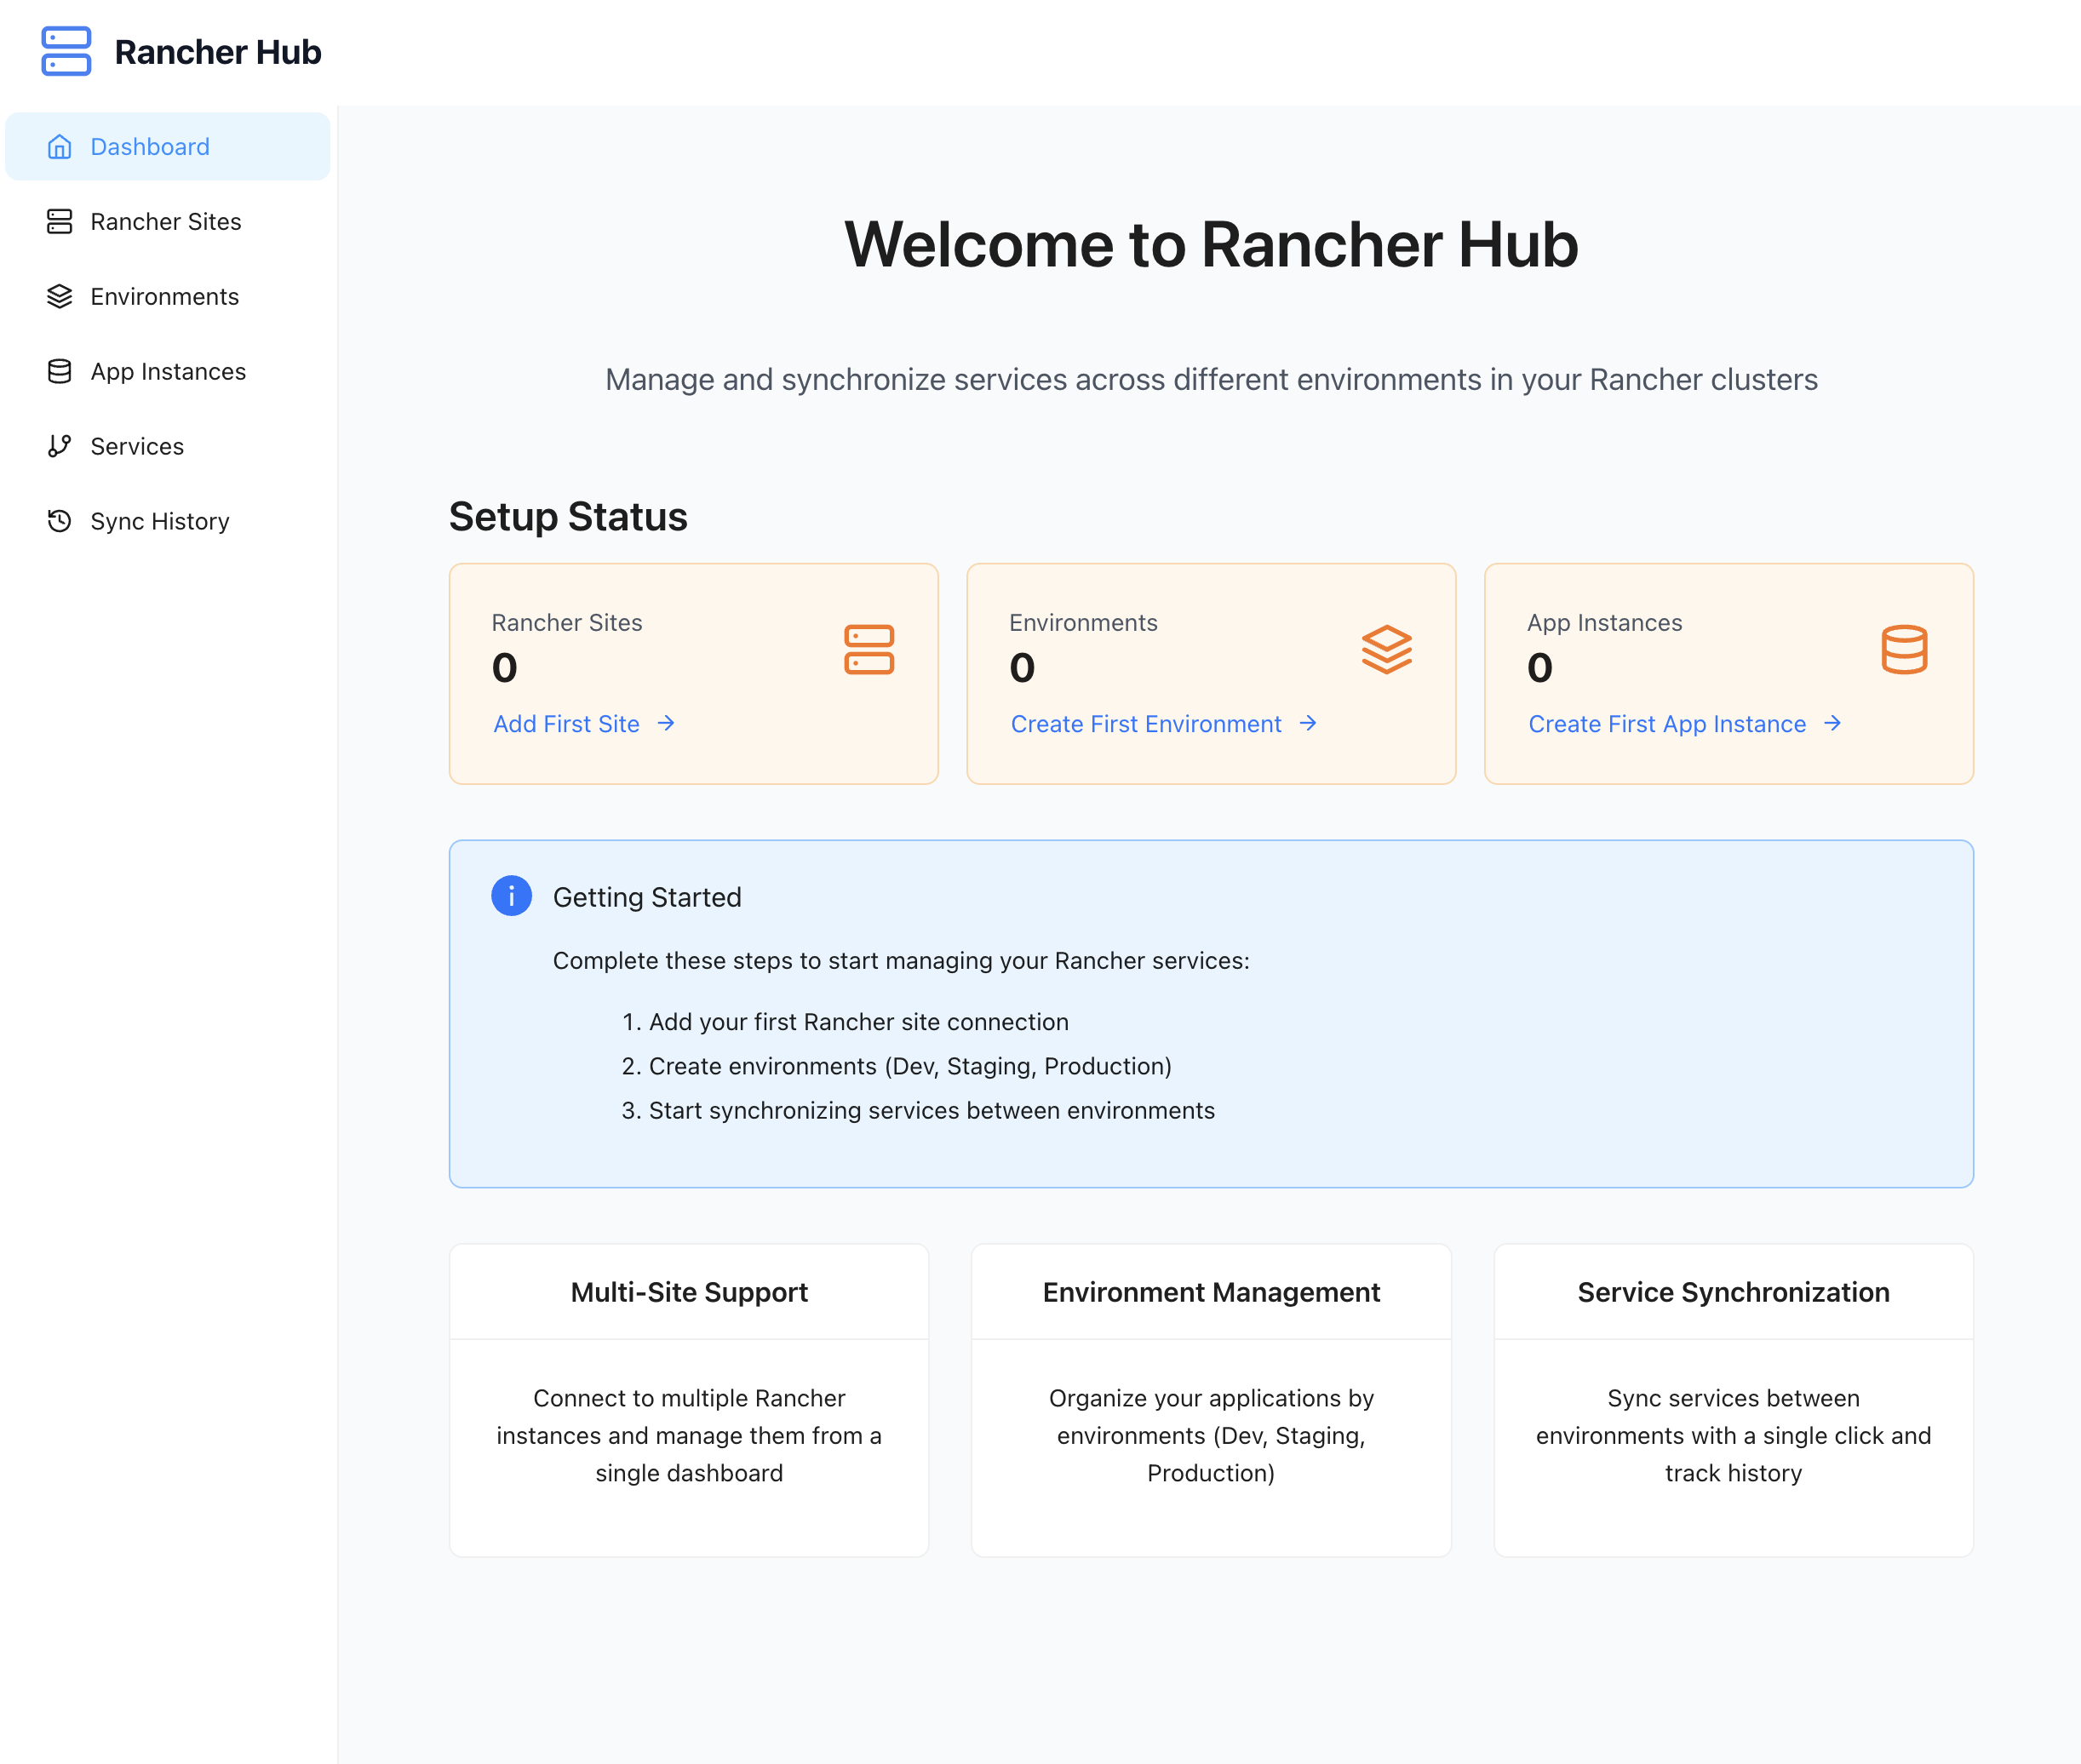 Rancher Hub
Dashboard
Rancher Sites
Environments
App Instances
Services
Sync History
Welcome to Rancher Hub
Manage and synchronize services across different environments in your Rancher clusters
Setup Status
Rancher Sites
0
Add First Site
Environments
0
Create First Environment
App Instances
0
Create First App Instance
Getting Started
Complete these steps to start managing your Rancher services:
1. Add your first Rancher site connection
2. Create environments (Dev, Staging, Production)
3. Start synchronizing services between environments
Multi-Site Support
Connect to multiple Rancher
instances and manage them from a
single dashboard
Environment Management
Organize your applications by
environments (Dev, Staging,
Production)
Service Synchronization
Sync services between
environments with a single click and
track history